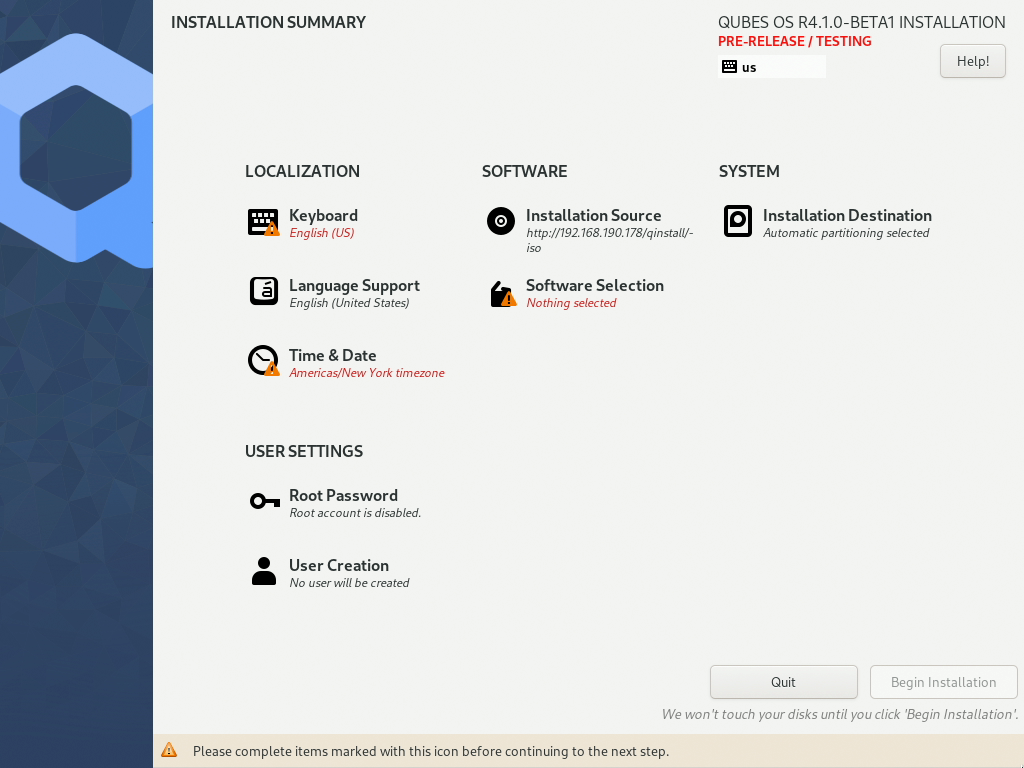 INSTALLATION SUMMARY
QUBES OS R4.1.0-BETA1 INSTALLATION
PRE-RELEASE / TESTING
us
Help!
LOCALIZATION
Keyboard
English (US)
Language Support
English (United States)
Time & Date
Americas/New York timezone
SOFTWARE
Installation Source
http://192.168.190.178/qinstall/-
iso
Software Selection
Nothing selected
SYSTEM
Installation Destination
Automatic partitioning selected
USER SETTINGS
Root Password
Root account is disabled.
User Creation
No user will be created
Quit
Begin Installation
We won't touch your disks until you click 'Begin Installation'.
Please complete items marked with this icon before continuing to the next step.